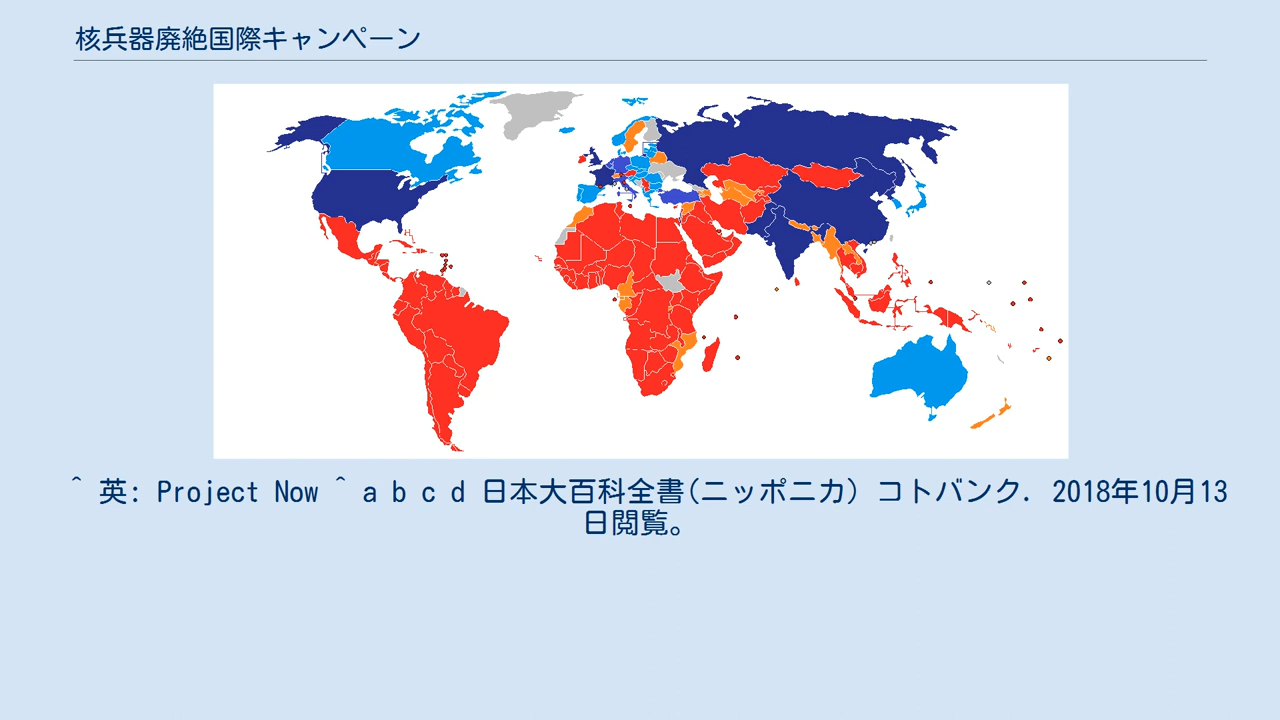 核兵器廃絶国際キャンペーン
^ 英: Project Now ^ a b c d 日本大百科全書(ニッポニカ) コトバンク. 2018年10月13
日閲覧。